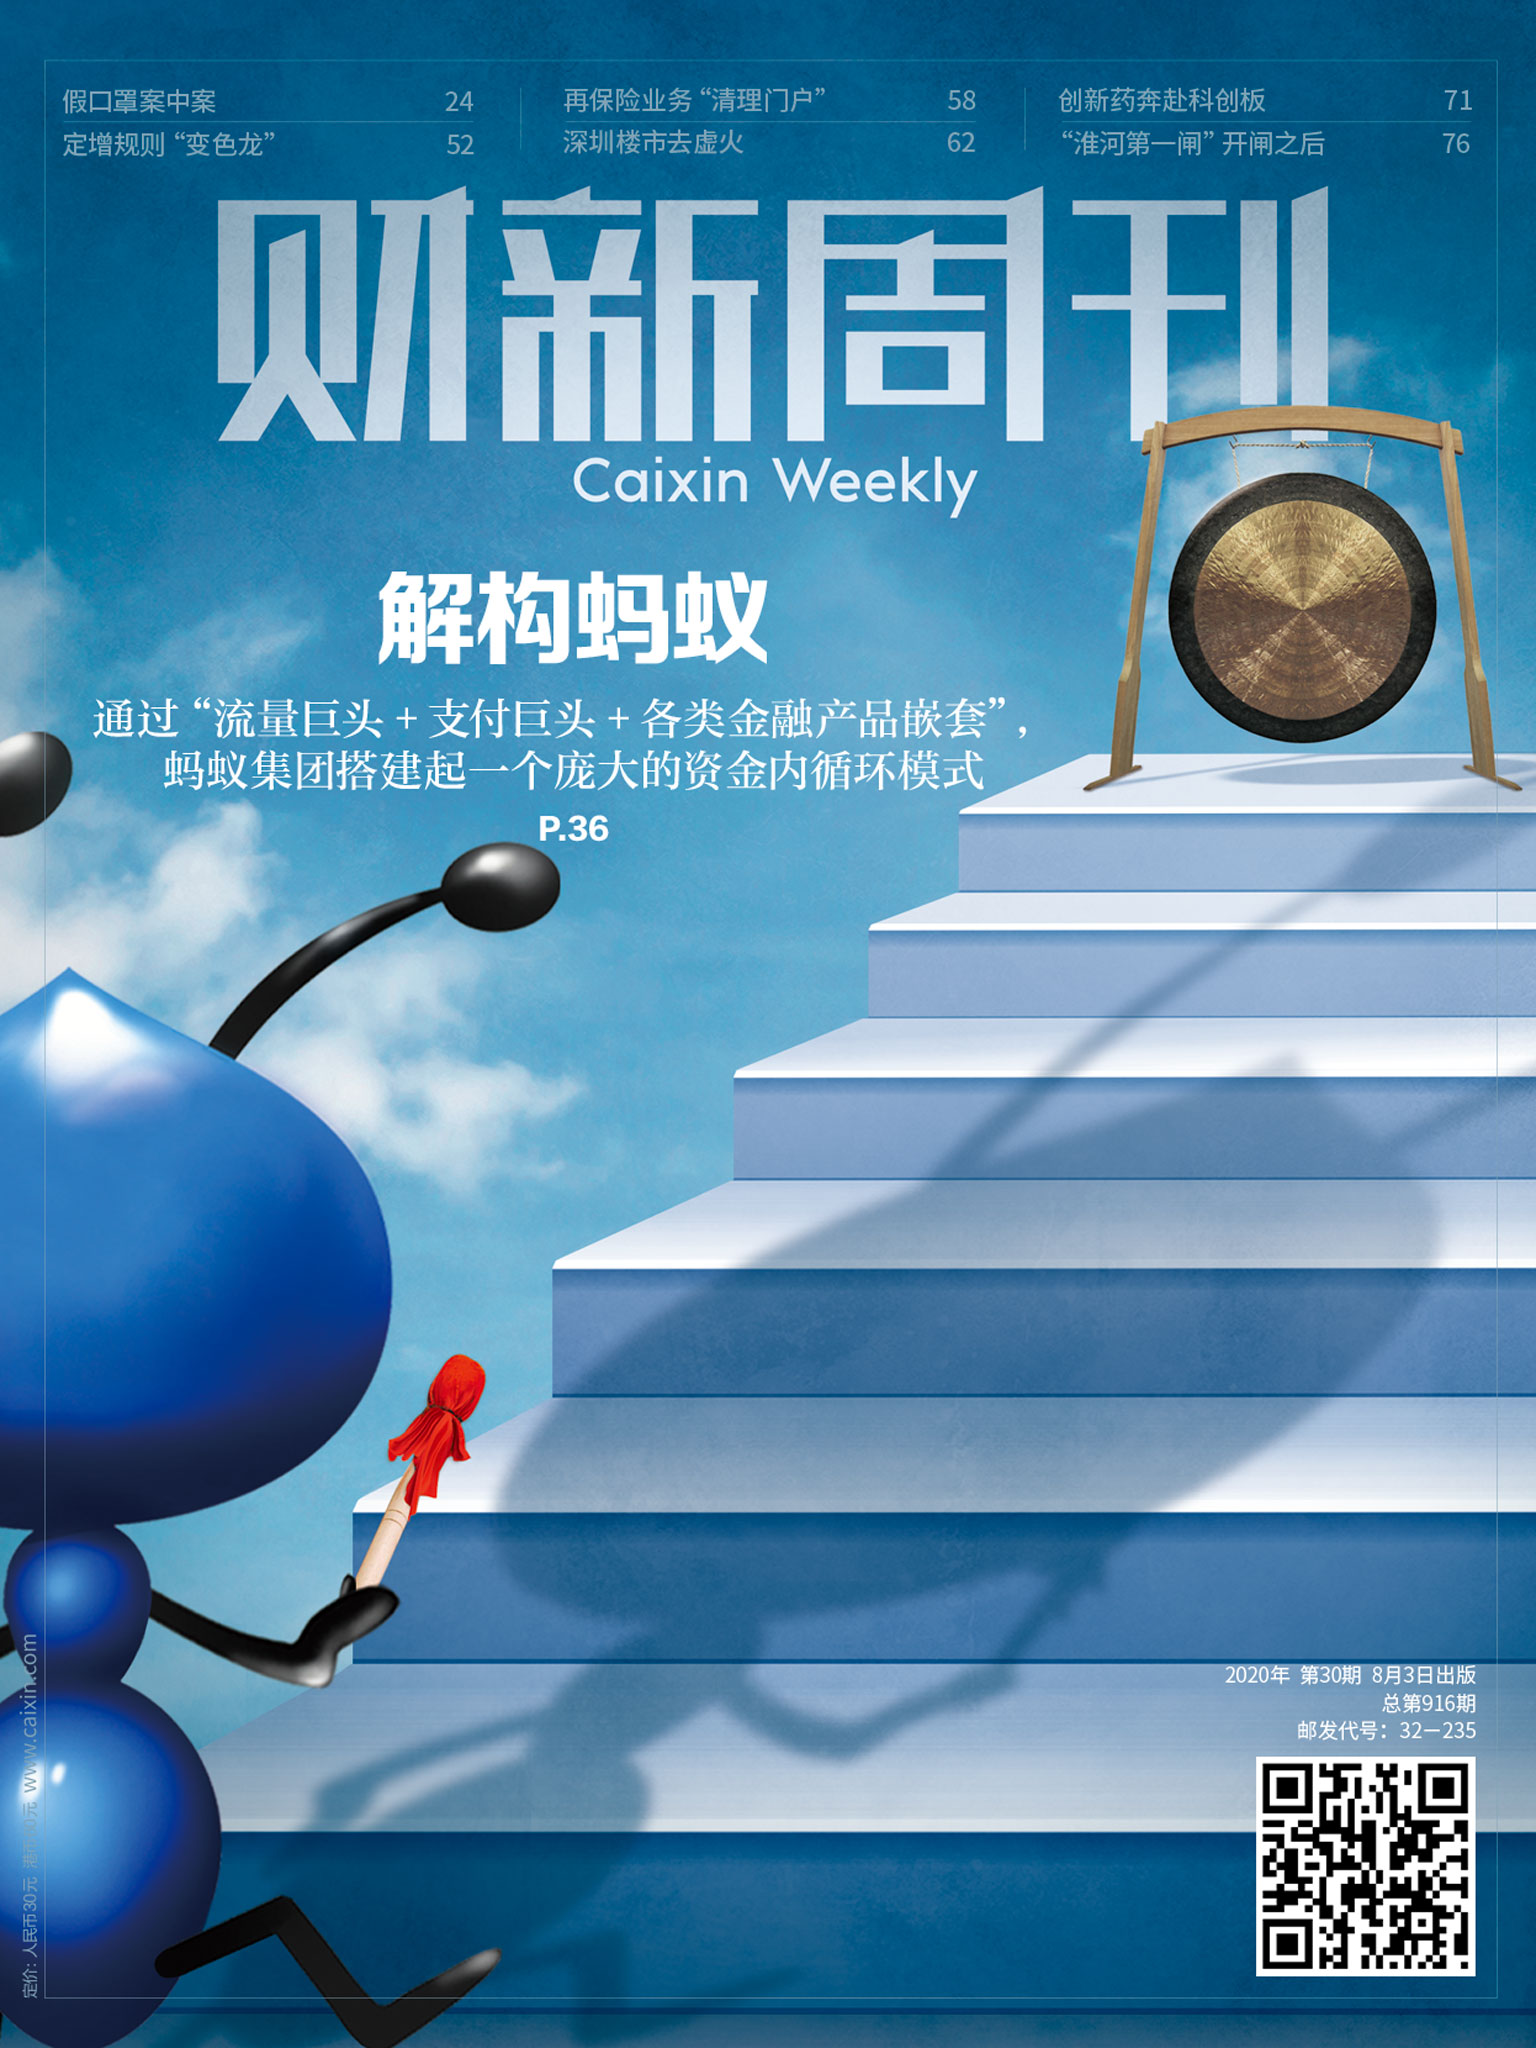 假口罩案中案 24
定增规则“变色龙” 52
再保险业务“清理门户” 58
深圳楼市去虚火 62
创新药奔赴科创板 71
“淮河第一闸”开闸之后 76
财新周刊
Caixin Weekly
解构蚂蚁
通过“流量巨头+支付巨头+各类金融产品嵌套”，
蚂蚁集团搭建起一个庞大的资金内循环模式
P.36
2020年 第30期 8月3日出版
总第916期
邮发代号：32—235
定价：人民币30元 www.caixin.com